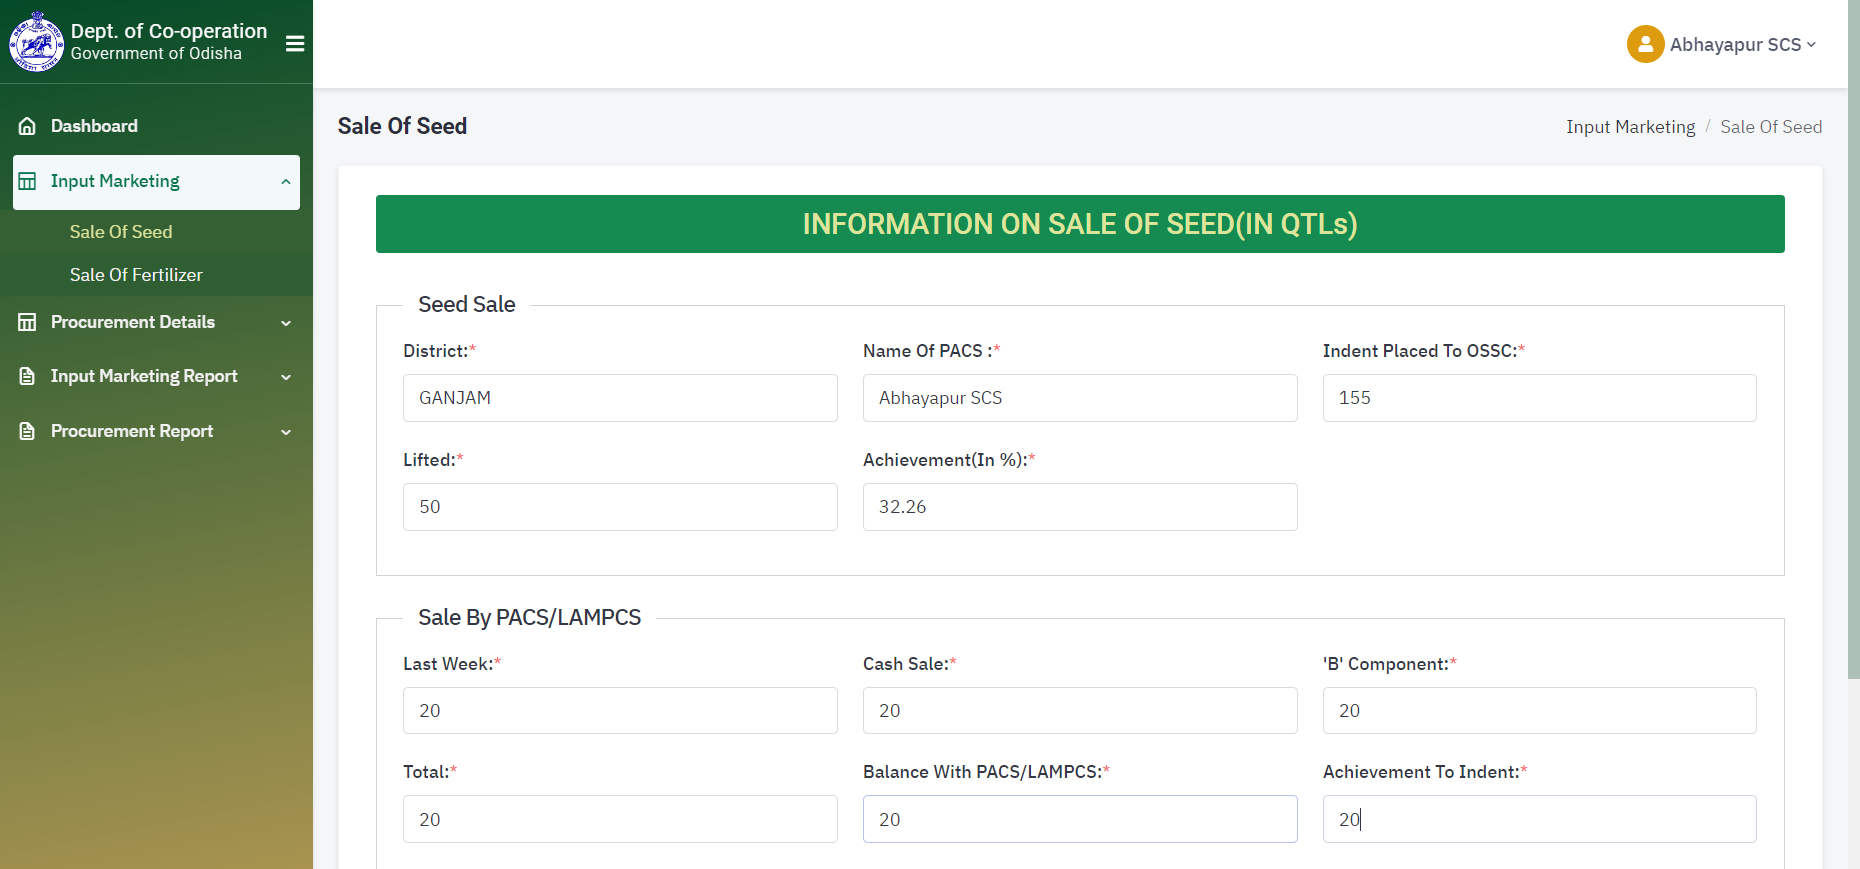 Dept. of Co-operation
Government of Odisha
Abhayapur SCS
Dashboard
Input Marketing
Sale Of Seed
Sale Of Fertilizer
Procurement Details
Input Marketing Report
Procurement Report
Sale Of Seed
Input Marketing / Sale Of Seed
INFORMATION ON SALE OF SEED(IN QTLs)
Seed Sale
District:* Name Of PACS :* Indent Placed To OSSC:*
GANJAM Abhayapur SCS 155
Lifted:* Achievement(In %):*
50 32.26
Sale By PACS/LAMPCS
Last Week:* Cash Sale:* 'B' Component:*
20 20 20
Total:* Balance With PACS/LAMPCS:* Achievement To Indent:*
20 20 20